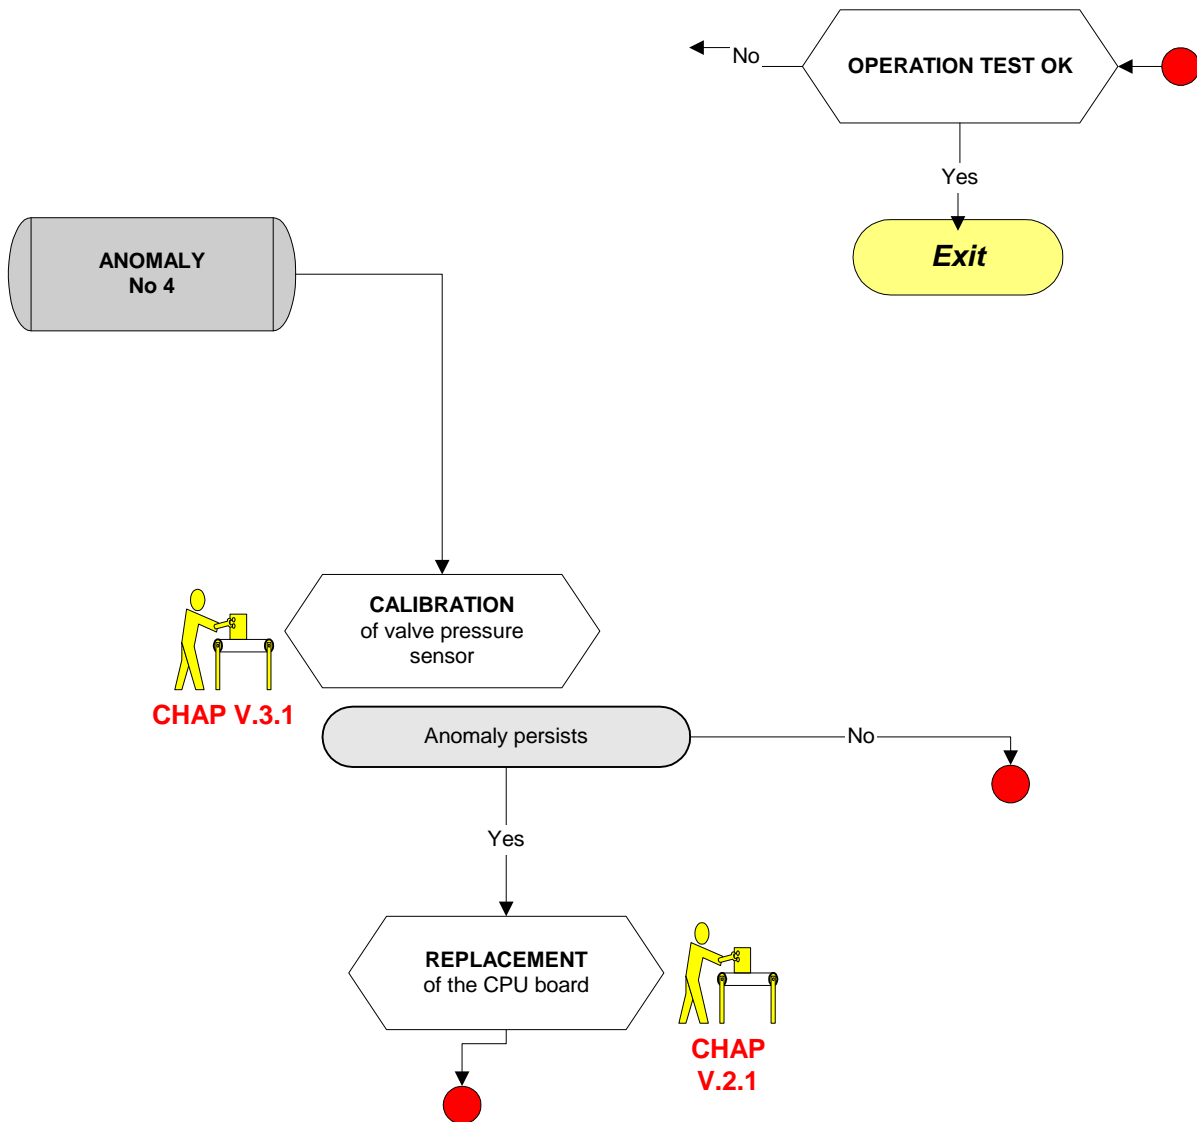 No
OPERATION TEST OK
Yes
Exit
ANOMALY
No 4
CALIBRATION
of valve pressure
sensor
CHAP V.3.1
Anomaly persists
No
Yes
REPLACEMENT
of the CPU board
CHAP
V.2.1